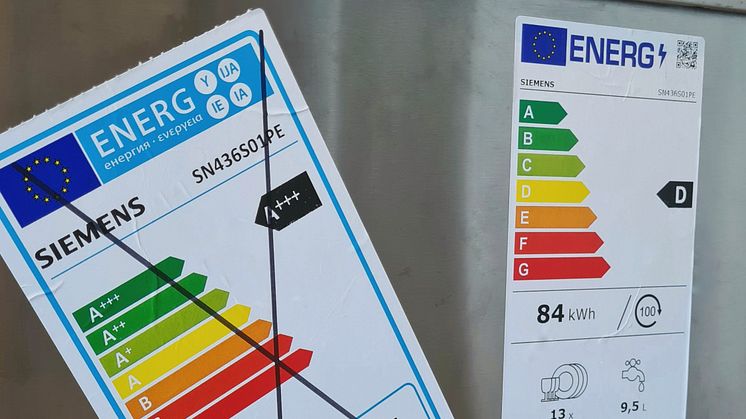 ENERG
Y IJA
IE IA
енергия · ενεργεια
SIEMENS
SN436S01PE
A+++
A+++
A++
A+
A
B
ENERG
SIEMENS
SN436S01PE
A
B
C
D
E
F
G
D
84 kWh / 100
13 x
9,5 L